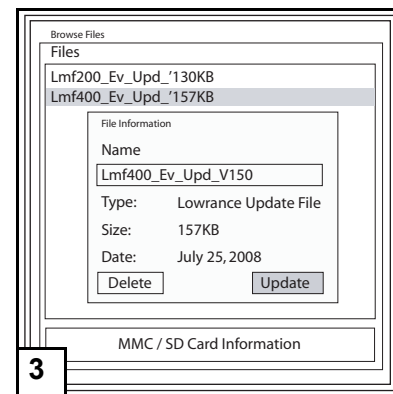 Browse Files
Files
Lmf200_Ev_Upd_’130KB
Lmf400_Ev_Upd_’157KB
File Information
Name
Lmf400_Ev_Upd_V150
Type: Lowrance Update File
Size: 157KB
Date: July 25, 2008
Delete Update
MMC / SD Card Information
3